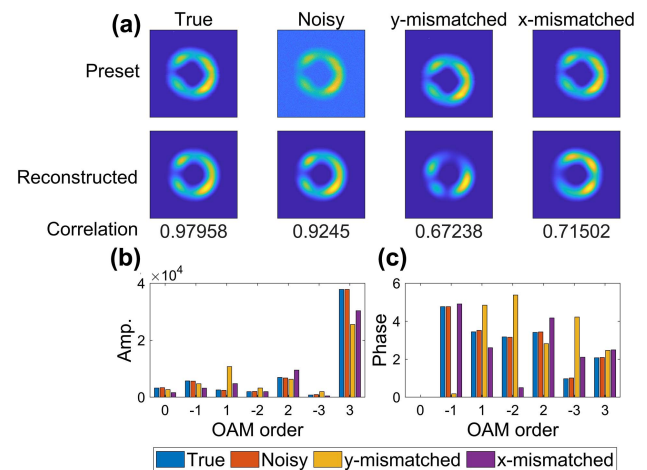 (a)
True Noisy y-mismatched x-mismatched
Preset
Reconstructed
Correlation 0.97958 0.9245 0.67238 0.71502
(b) (c)
×10⁴
4
2
0
Amp.
0 -1 1 -2 2 -3 3
OAM order
6
4
2
0
Phase
0 -1 1 -2 2 -3 3
OAM order
True Noisy y-mismatched x-mismatched